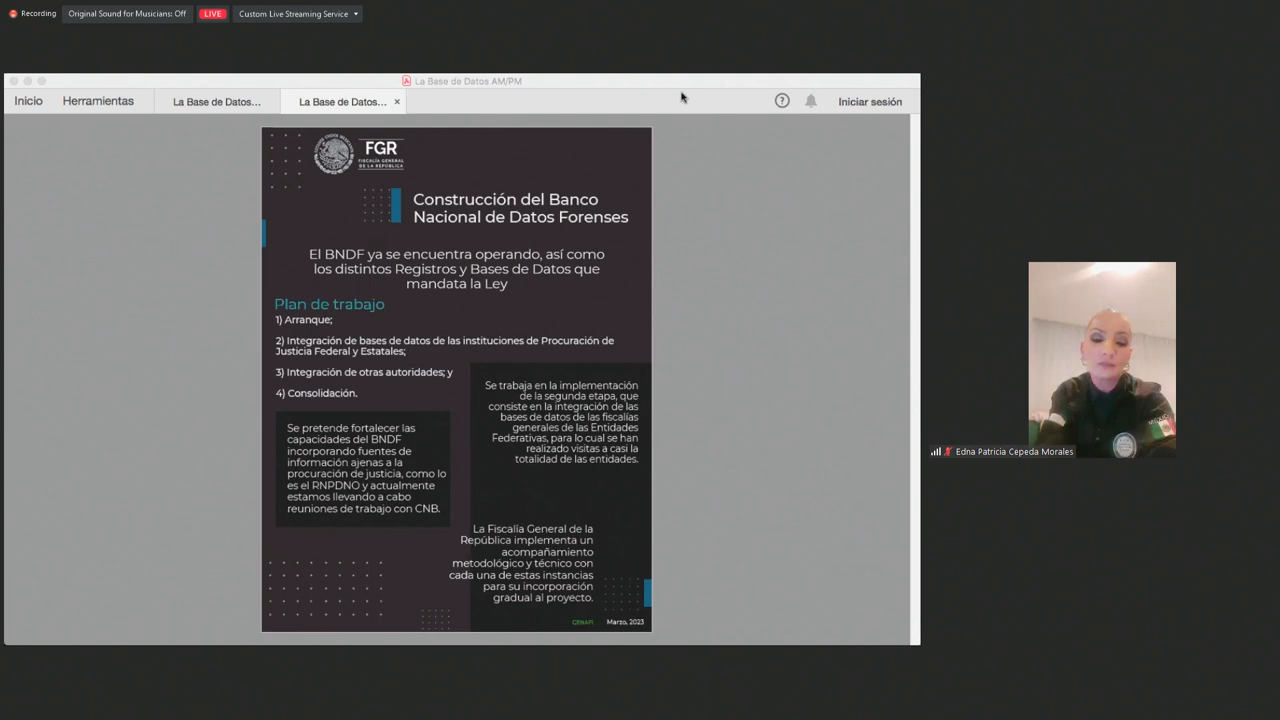 Recording
Original Sound for Musicians: Off
LIVE
Custom Live Streaming Service
La Base de Datos AM/PM
Inicio
Herramientas
La Base de Datos...
La Base de Datos... ×
?
Iniciar sesión
FGR
FISCALÍA GENERAL
DE LA REPÚBLICA
Construcción del Banco
Nacional de Datos Forenses
El BNDF ya se encuentra operando, así como
los distintos Registros y Bases de Datos que
mandata la Ley
Plan de trabajo
1) Arranque;
2) Integración de bases de datos de las instituciones de Procuración de
Justicia Federal y Estatales;
3) Integración de otras autoridades; y
4) Consolidación.
Se pretende fortalecer las
capacidades del BNDF
incorporando fuentes de
información ajenas a la
procuración de justicia, como lo
es el RNPDNO y actualmente
estamos llevando a cabo
reuniones de trabajo con CNB.
Se trabaja en la implementación
de la segunda etapa, que
consiste en la integración de las
bases de datos de las fiscalías
generales de las Entidades
Federativas, para lo cual se han
realizado visitas a casi la
totalidad de las entidades.
La Fiscalía General de la
República implementa un
acompañamiento
metodológico y técnico con
cada una de estas instancias
para su incorporación
gradual al proyecto.
CENAPI
Marzo, 2023
Edna Patricia Cepeda Morales